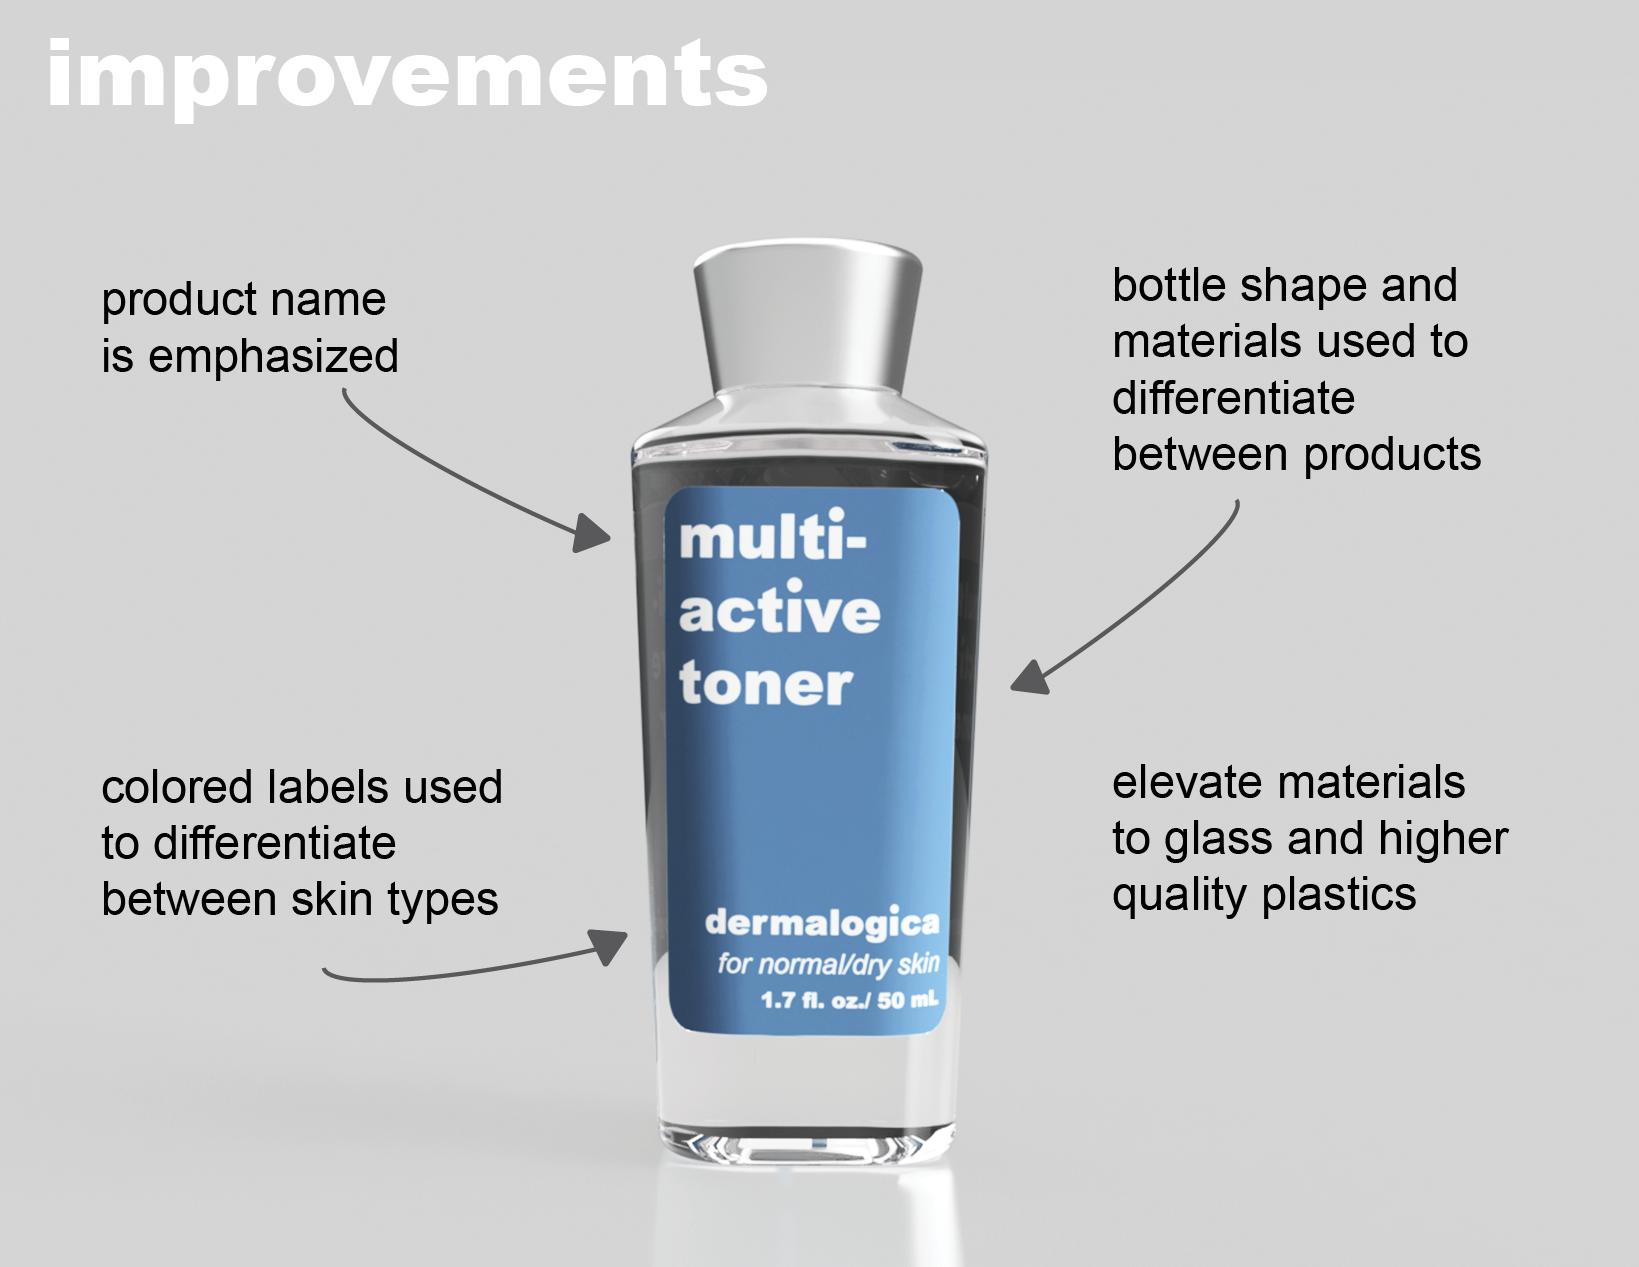 improvements
product name
is emphasized
bottle shape and
materials used to
differentiate
between products
multi-
active
toner
colored labels used
to differentiate
between skin types
elevate materials
to glass and higher
quality plastics
dermalogica
for normal/dry skin
1.7 fl. oz./ 50 mL